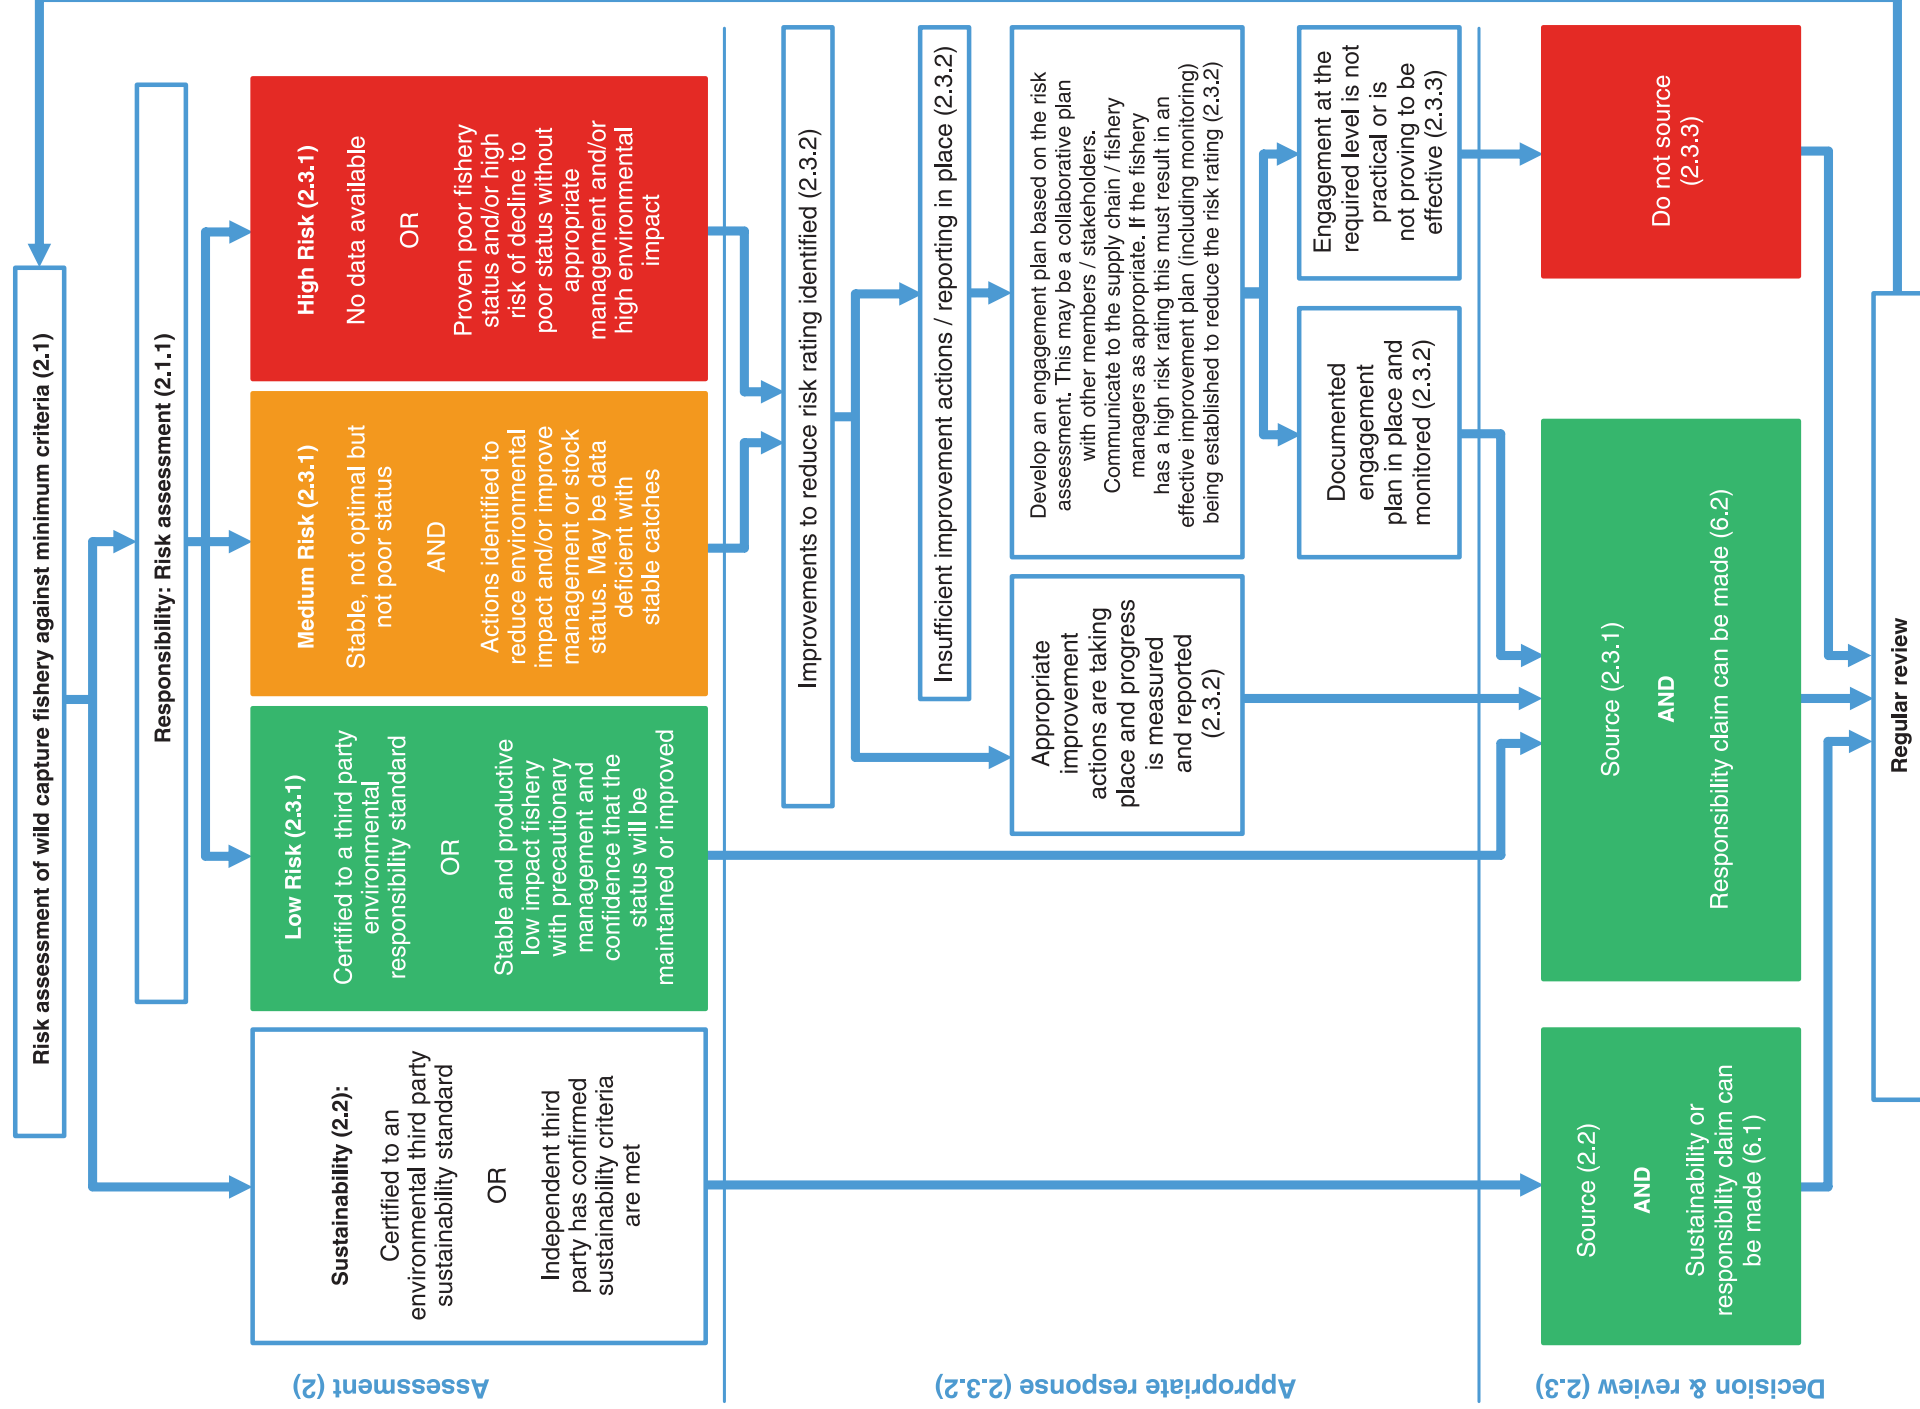 Risk assessment of wild capture fishery against minimum criteria (2.1)
Responsibility: Risk assessment (2.1.1)
Assessment (2)
Sustainability (2.2):
Certified to an
environmental third party
sustainability standard
OR
Independent third
party has confirmed
sustainability criteria
are met
Low Risk (2.3.1)
Certified to a third party
environmental
responsibility standard
OR
Stable and productive
low impact fishery
with precautionary
management and
confidence that the
status will be
maintained or improved
Medium Risk (2.3.1)
Stable, not optimal but
not poor status
AND
Actions identified to
reduce environmental
impact and/or improve
management or stock
status. May be data
deficient with
stable catches
High Risk (2.3.1)
No data available
OR
Proven poor fishery
status and/or high
risk of decline to
poor status without
appropriate
management and/or
high environmental
impact
Appropriate response (2.3.2)
Improvements to reduce risk rating identified (2.3.2)
Insufficient improvement actions / reporting in place (2.3.2)
Appropriate
improvement
actions are taking
place and progress
is measured
and reported
(2.3.2)
Develop an engagement plan based on the risk
assessment. This may be a collaborative plan
with other members / stakeholders.
Communicate to the supply chain / fishery
managers as appropriate. If the fishery
has a high risk rating this must result in an
effective improvement plan (including monitoring)
being established to reduce the risk rating (2.3.2)
Documented
engagement
plan in place and
monitored (2.3.2)
Engagement at the
required level is not
practical or is
not proving to be
effective (2.3.3)
Decision & review (2.3)
Source (2.2)
AND
Sustainability or
responsibility claim can
be made (6.1)
Source (2.3.1)
AND
Responsibility claim can be made (6.2)
Do not source
(2.3.3)
Regular review